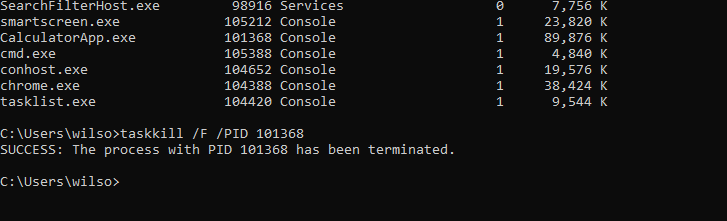 SearchFilterHost.exe 98916 Services 0 7,756 K
smartscreen.exe 105212 Console 1 23,820 K
CalculatorApp.exe 101368 Console 1 89,876 K
cmd.exe 105388 Console 1 4,840 K
conhost.exe 104652 Console 1 19,576 K
chrome.exe 104388 Console 1 38,424 K
tasklist.exe 104420 Console 1 9,544 K
C:\Users\wilso>taskkill /F /PID 101368
SUCCESS: The process with PID 101368 has been terminated.
C:\Users\wilso>